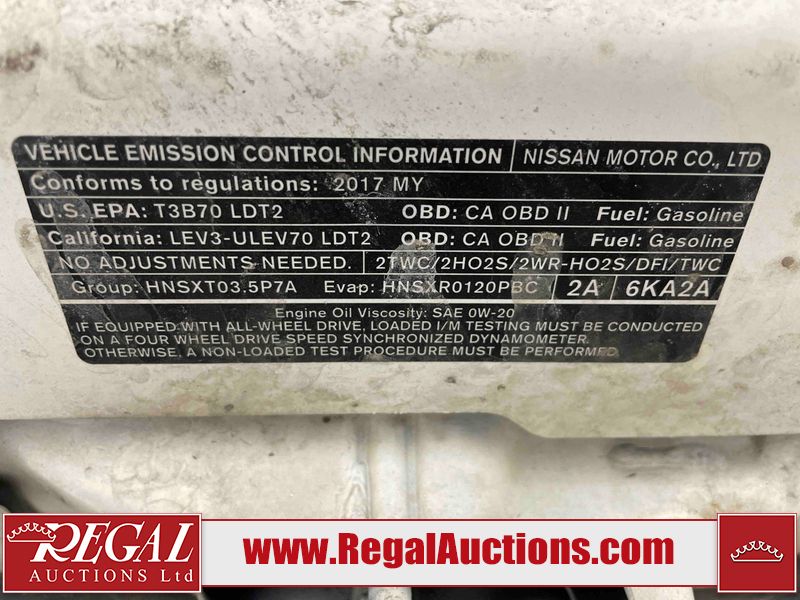 VEHICLE EMISSION CONTROL INFORMATION | NISSAN MOTOR CO., LTD
Conforms to regulations: 2017 MY
U.S. EPA: T3B70 LDT2 OBD: CA OBD II Fuel: Gasoline
California: LEV3-ULEV70 LDT2 OBD: CA OBD II Fuel: Gasoline
NO ADJUSTMENTS NEEDED. 2TWC/2HO2S/2WR-HO2S/DFI/TWC
Group: HNSXT03.5P7A Evap: HNSXR0120PBC 2A 6KA2A
Engine Oil Viscosity: SAE 0W-20
IF EQUIPPED WITH ALL-WHEEL DRIVE, LOADED I/M TESTING MUST BE CONDUCTED
ON A FOUR WHEEL DRIVE SPEED SYNCHRONIZED DYNAMOMETER.
OTHERWISE, A NON-LOADED TEST PROCEDURE MUST BE PERFORMED.
REGAL
AUCTIONS Ltd
www.RegalAuctions.com